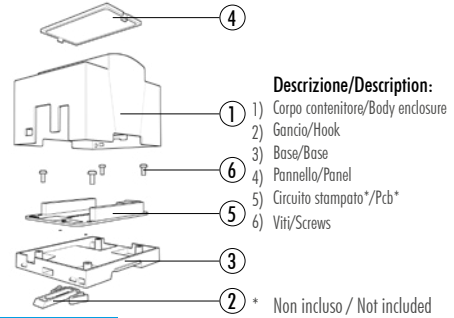 4
Descrizione/Description:
1 1) Corpo contenitore/Body enclosure
2) Gancio/Hook
3) Base/Base
4) Pannello/Panel
6 5) Circuito stampato*/Pcb*
5 6) Viti/Screws
3
2 * Non incluso / Not included